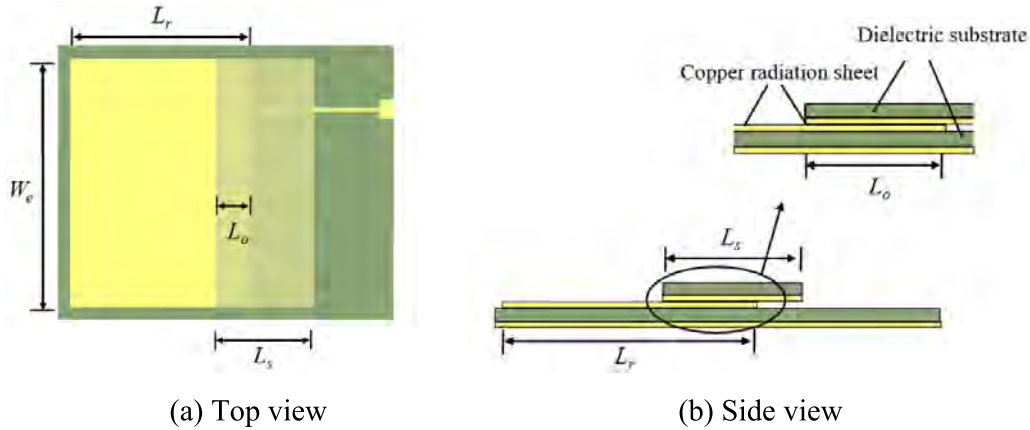 L_r
W_e
L_o
L_s
(a) Top view
Dielectric substrate
Copper radiation sheet
L_o
L_s
L_r
(b) Side view